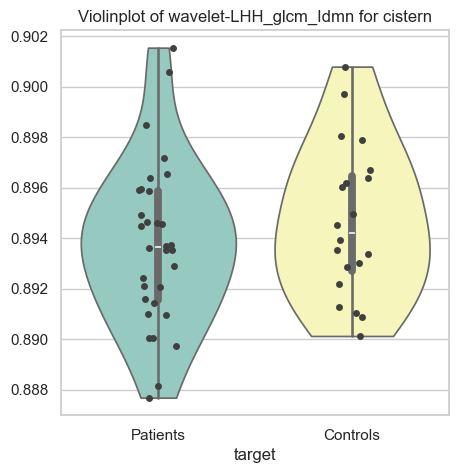 Violinplot of wavelet-LHH_glcm_Idmn for cistern
0.902
0.900
0.898
0.896
0.894
0.892
0.890
0.888
Patients Controls
target